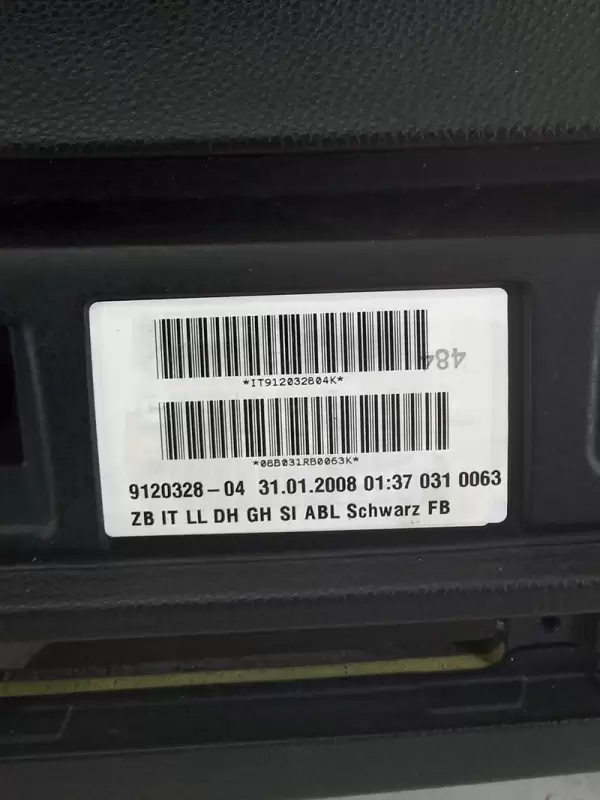 *IT912032804K*
484
*08B031RB0063K*
9120328-04 31.01.2008 01:37 031 0063
ZB IT LL DH GH SI ABL Schwarz FB